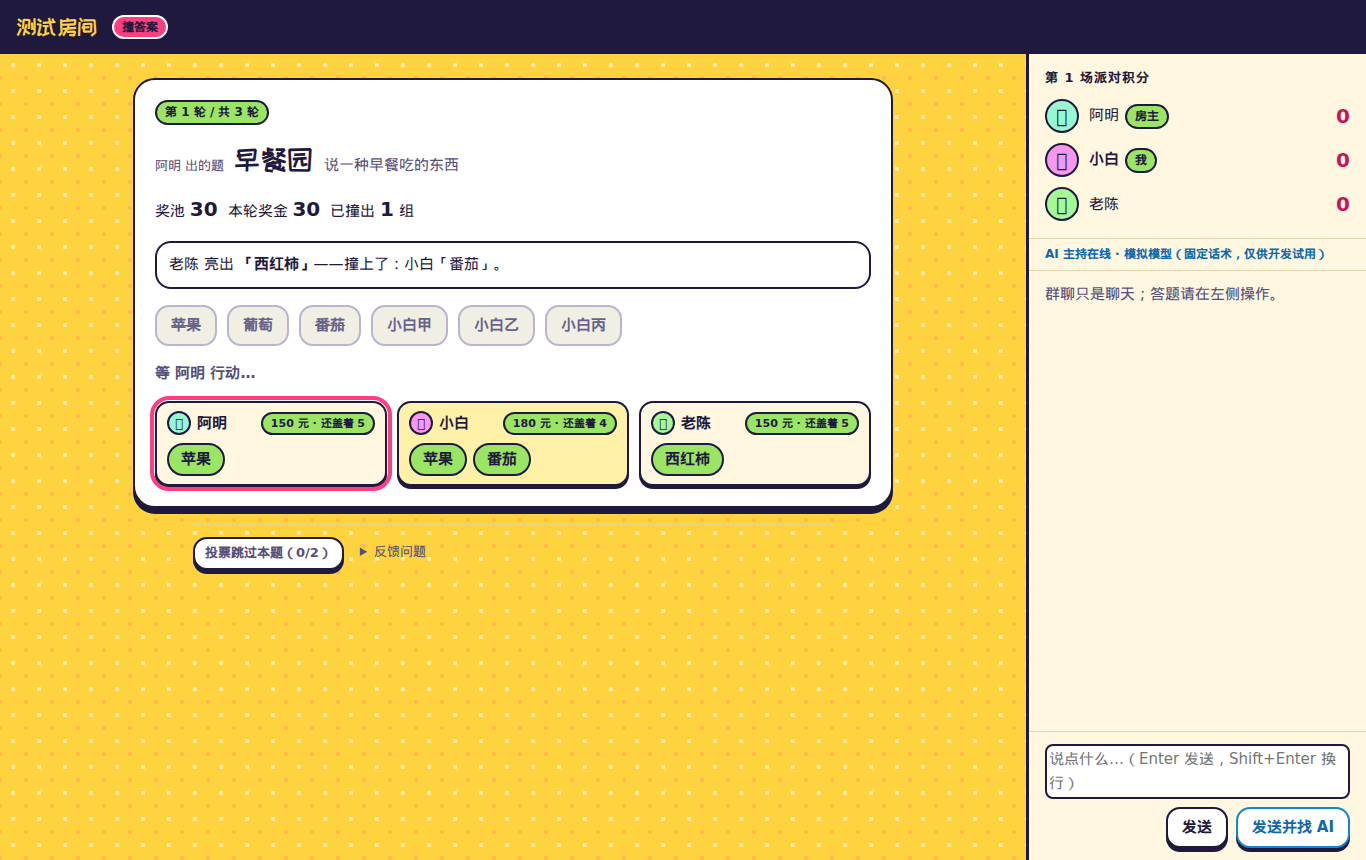 测试房间 撞答案
第 1 轮 / 共 3 轮
阿明 出的题 早餐园 说一种早餐吃的东西
奖池 30 本轮奖金 30 已撞出 1 组
老陈 亮出 「西红柿」——撞上了：小白「番茄」。
苹果 葡萄 番茄 小白甲 小白乙 小白丙
等 阿明 行动…
阿明 150 元 · 还盖着 5
苹果
小白 180 元 · 还盖着 4
苹果 番茄
老陈 150 元 · 还盖着 5
西红柿
投票跳过本题（0/2） ▶ 反馈问题
第 1 场派对积分
阿明 房主 0
小白 我 0
老陈 0
AI 主持在线 · 模拟模型（固定话术，仅供开发试用）
群聊只是聊天；答题请在左侧操作。
说点什么…（Enter 发送，Shift+Enter 换
行）
发送 发送并找 AI